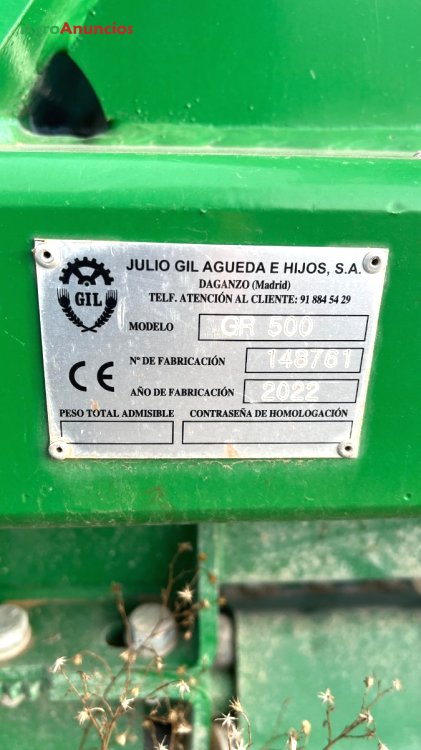 AgroAnuncios
JULIO GIL AGUEDA E HIJOS, S.A.
DAGANZO (Madrid)
TELF. ATENCIÓN AL CLIENTE: 91 884 54 29
GIL
MODELO GR 500
Nº DE FABRICACIÓN 148761
CE
AÑO DE FABRICACIÓN 2022
PESO TOTAL ADMISIBLE CONTRASEÑA DE HOMOLOGACIÓN